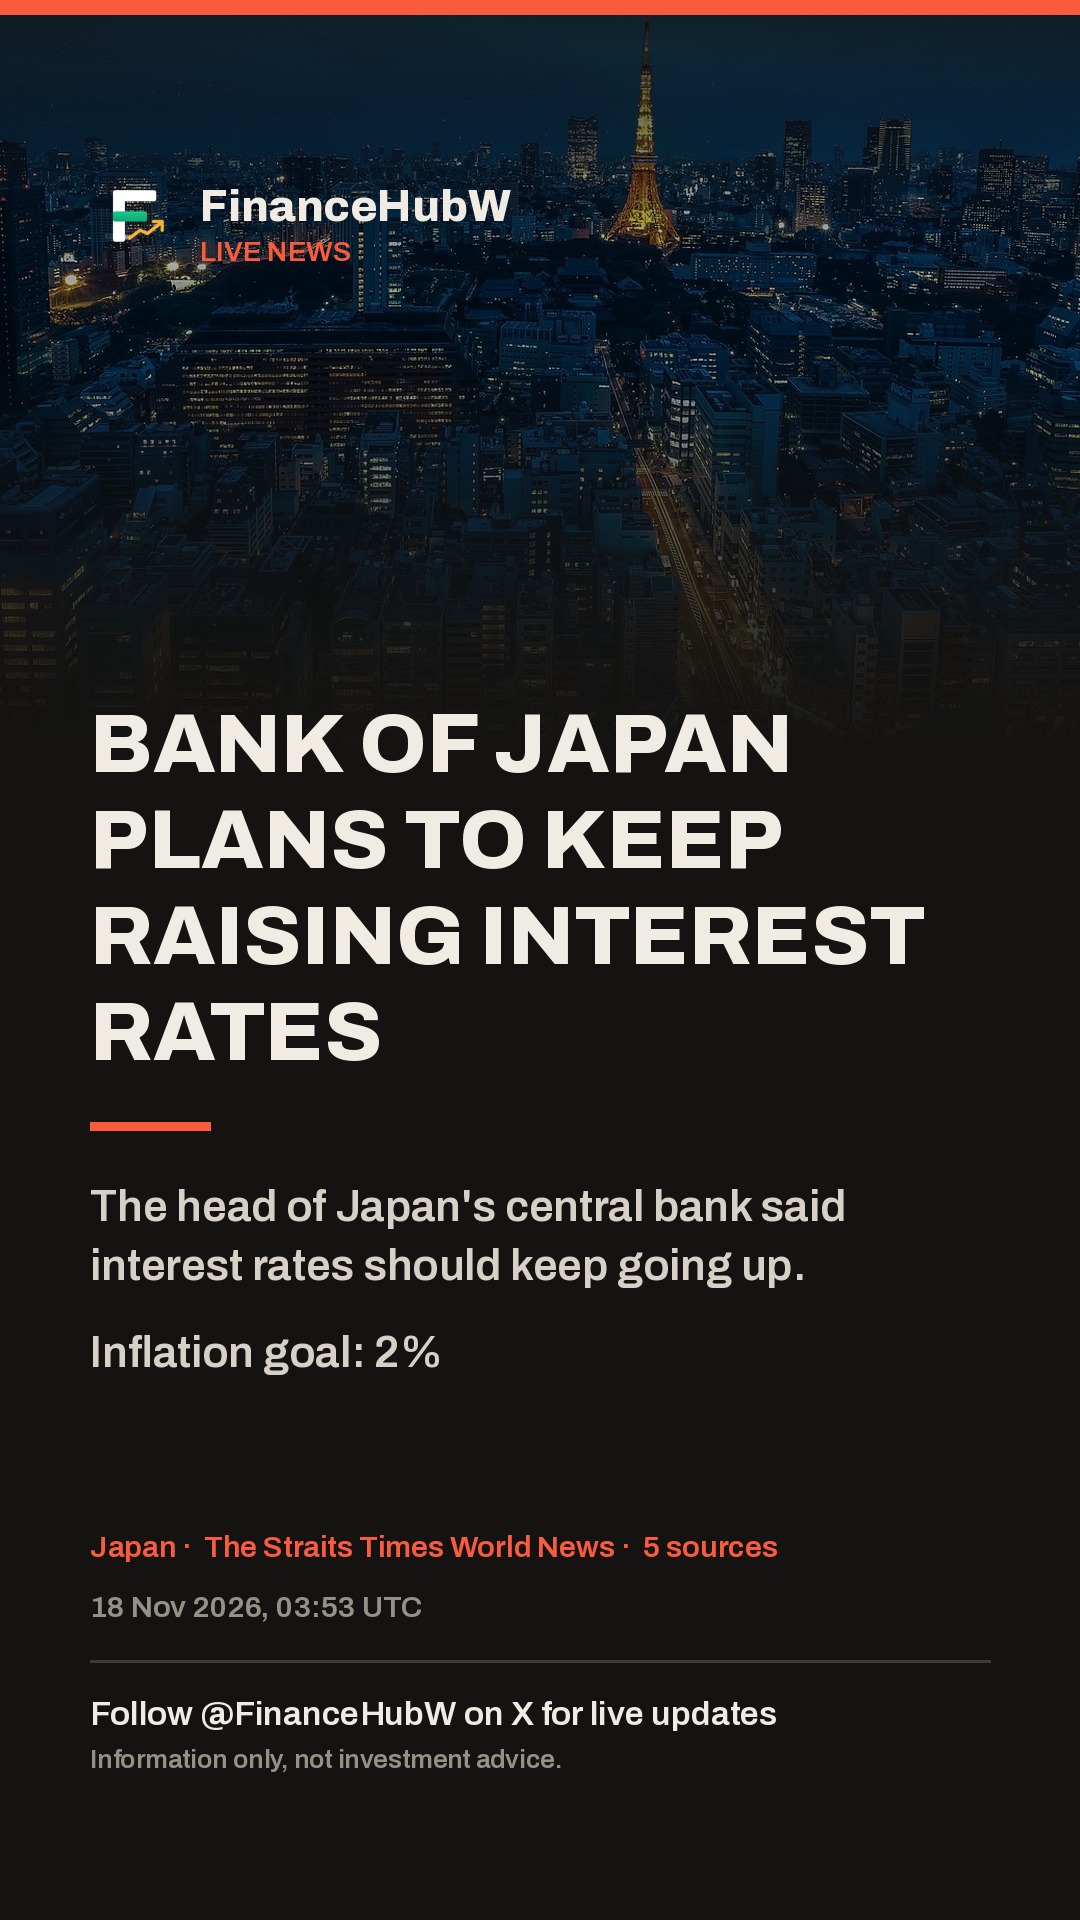 FinanceHubW
LIVE NEWS
BANK OF JAPAN
PLANS TO KEEP
RAISING INTEREST
RATES
The head of Japan's central bank said
interest rates should keep going up.
Inflation goal: 2%
Japan · The Straits Times World News · 5 sources
18 Nov 2026, 03:53 UTC
Follow @FinanceHubW on X for live updates
Information only, not investment advice.